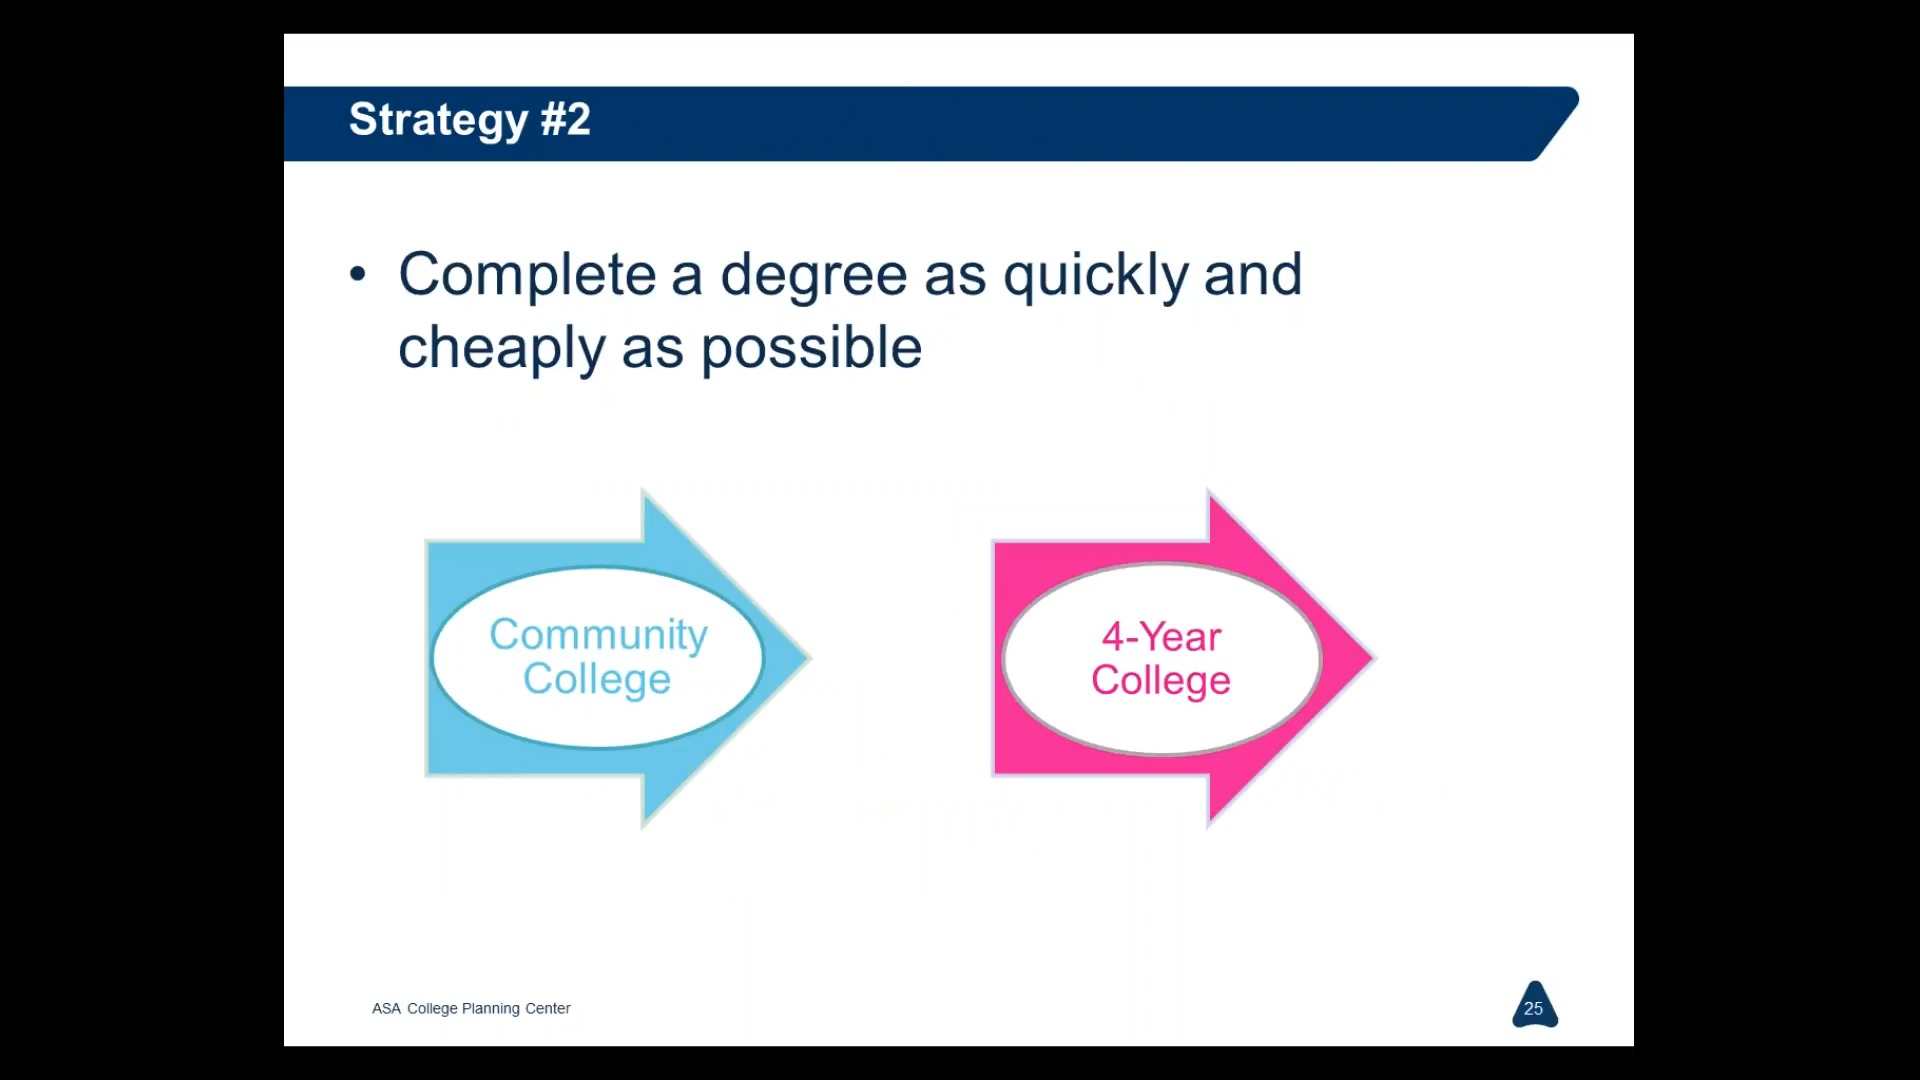 Strategy #2
• Complete a degree as quickly and
cheaply as possible
Community
College
4-Year
College
ASA College Planning Center
25